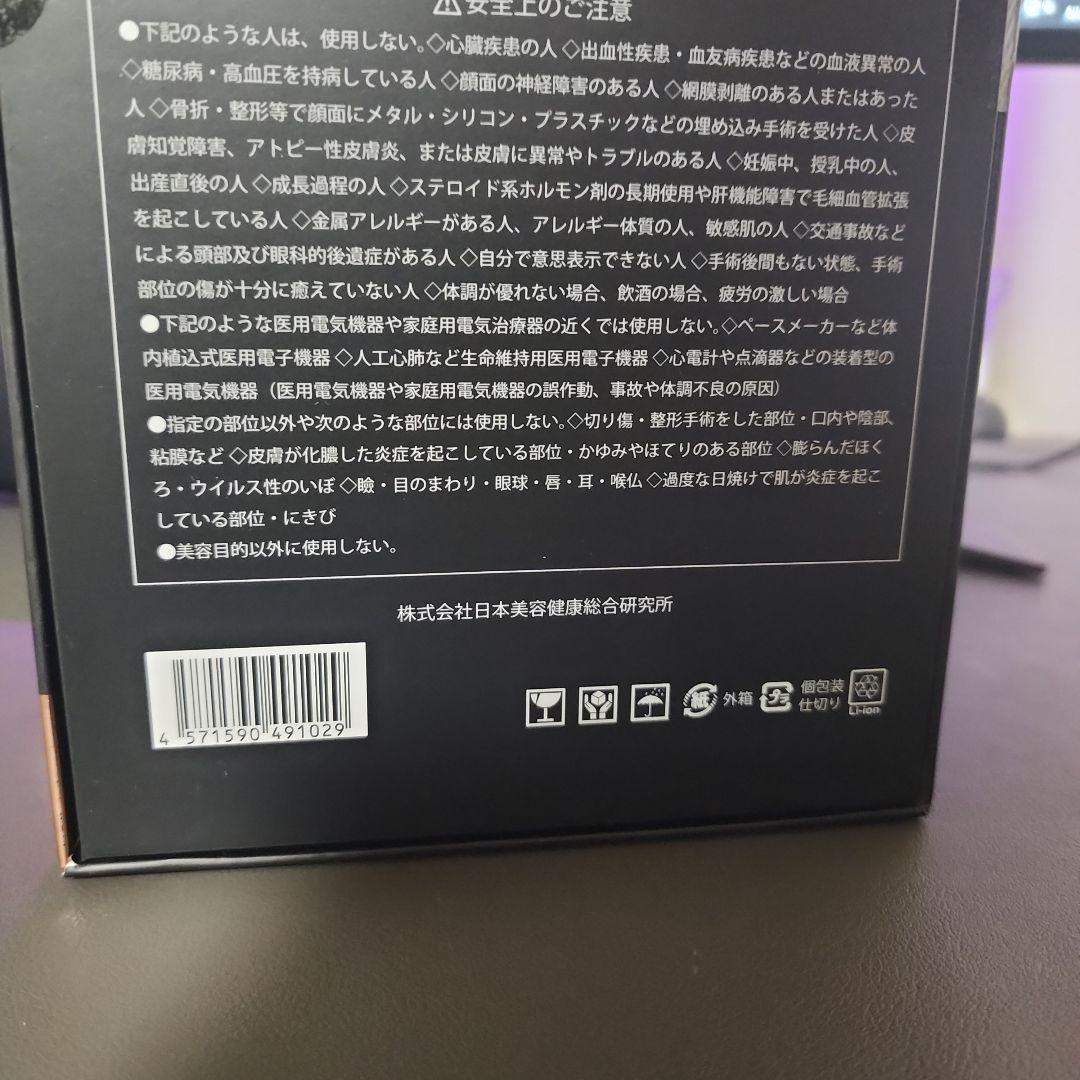 ⚠安全上のご注意
●下記のような人は、使用しない。◇心臓疾患の人 ◇出血性疾患・血友病疾患などの血液異常の人
◇糖尿病・高血圧を持病している人 ◇顔面の神経障害のある人 ◇網膜剥離のある人またはあった
人 ◇骨折・整形等で顔面にメタル・シリコン・プラスチックなどの埋め込み手術を受けた人 ◇皮
膚知覚障害、アトピー性皮膚炎、または皮膚に異常やトラブルのある人 ◇妊娠中、授乳中の人、
出産直後の人 ◇成長過程の人 ◇ステロイド系ホルモン剤の長期使用や肝機能障害で毛細血管拡張
を起こしている人 ◇金属アレルギーがある人、アレルギー体質の人、敏感肌の人 ◇交通事故など
による頭部及び眼科的後遺症がある人 ◇自分で意思表示できない人 ◇手術後間もない状態、手術
部位の傷が十分に癒えていない人 ◇体調が優れない場合、飲酒の場合、疲労の激しい場合
●下記のような医用電気機器や家庭用電気治療器の近くでは使用しない。◇ペースメーカーなど体
内植込式医用電子機器 ◇人工心肺など生命維持用医用電子機器 ◇心電計や点滴器などの装着型の
医用電気機器（医用電気機器や家庭用電気機器の誤作動、事故や体調不良の原因）
●指定の部位以外や次のような部位には使用しない。◇切り傷・整形手術をした部位・口内や陰部、
粘膜など ◇皮膚が化膿した炎症を起こしている部位・かゆみやほてりのある部位 ◇膨らんだほく
ろ・ウイルス性のいぼ ◇瞼・目のまわり・眼球・唇・耳・喉仏 ◇過度な日焼けで肌が炎症を起こ
している部位・にきび
●美容目的以外に使用しない。
株式会社日本美容健康総合研究所
4 571590 491029
紙 外箱 プラ 個包装
仕切り
Li-ion